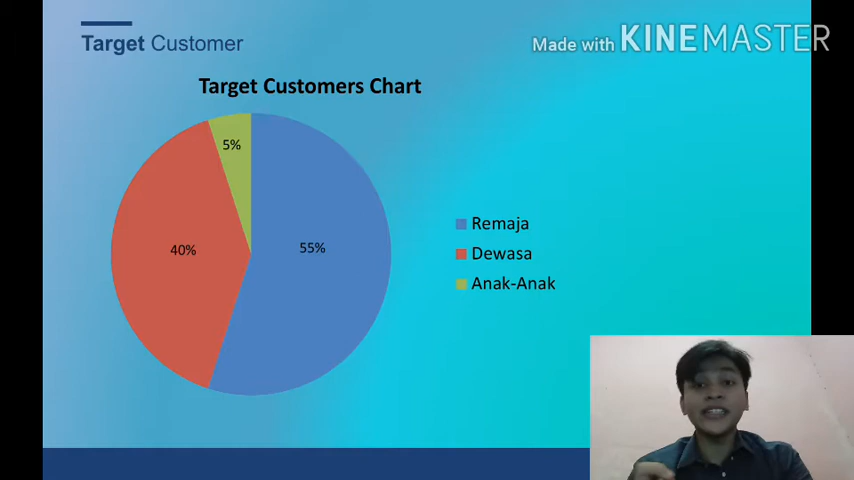 Target Customer
Made with KINEMASTER
Target Customers Chart
5%
40%
55%
Remaja
Dewasa
Anak-Anak